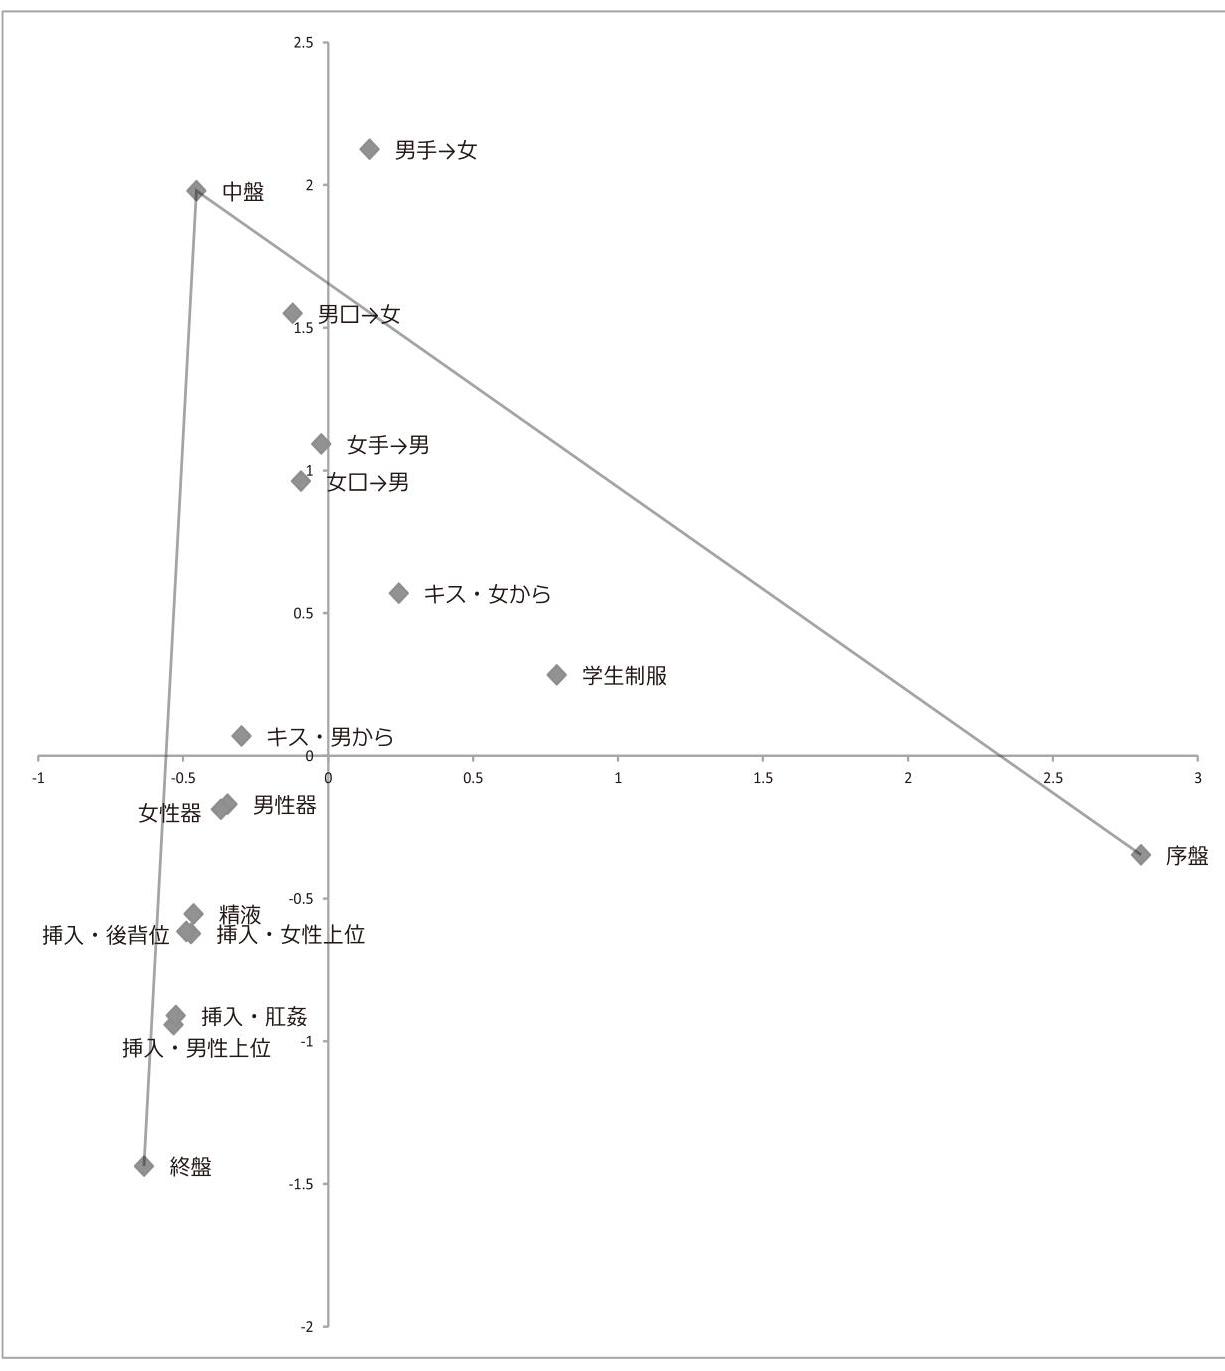 2.5
男手→女
2
中盤
男口→女
1.5
女手→男
1
女口→男
キス・女から
0.5
学生制服
キス・男から
0
-1
-0.5
0
0.5
1
1.5
2
2.5
3
男性器
女性器
序盤
-0.5
精液
挿入・後背位
挿入・女性上位
挿入・肛姦
-1
挿入・男性上位
終盤
-1.5
-2